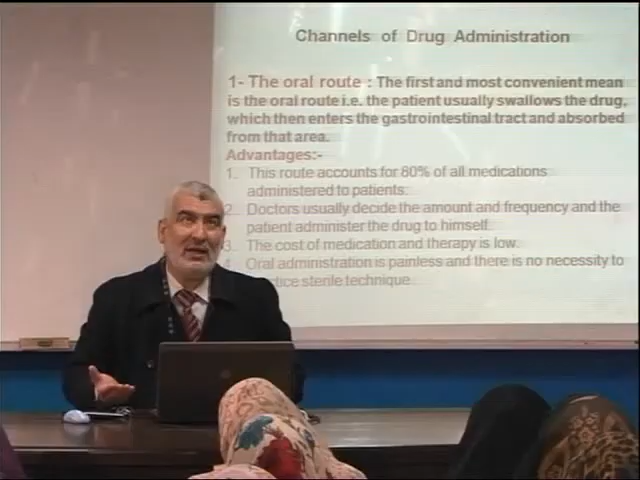 Channels of Drug Administration
1- The oral route : The first and most convenient mean
is the oral route i.e. the patient usually swallows the drug,
which then enters the gastrointestinal tract and absorbed
from that area.
Advantages:-
1. This route accounts for 80% of all medications
administered to patients.
2. Doctors usually decide the amount and frequency and the
patient administer the drug to himself.
3. The cost of medication and therapy is low.
4. Oral administration is painless and there is no necessity to
sterile technique